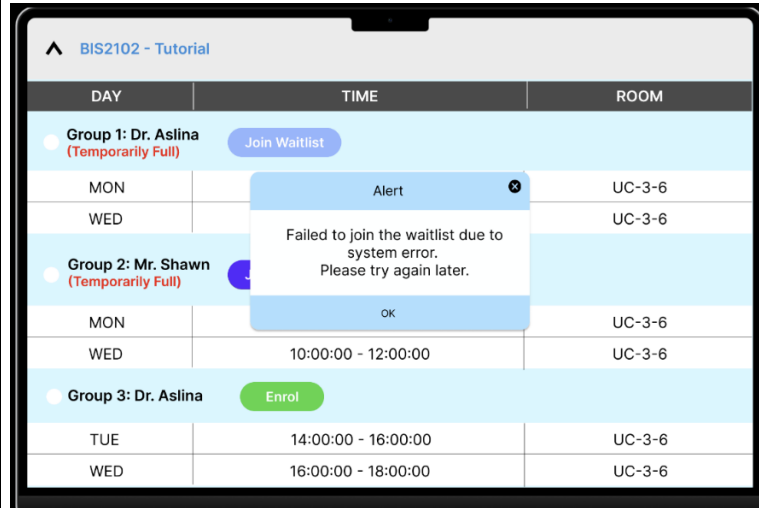 BIS2102 - Tutorial
DAY TIME ROOM
Group 1: Dr. Aslina
(Temporarily Full)
Join Waitlist
MON UC-3-6
WED UC-3-6
Alert
Failed to join the waitlist due to
system error.
Please try again later.
OK
Group 2: Mr. Shawn
(Temporarily Full)
MON UC-3-6
WED 10:00:00 - 12:00:00 UC-3-6
Group 3: Dr. Aslina
Enrol
TUE 14:00:00 - 16:00:00 UC-3-6
WED 16:00:00 - 18:00:00 UC-3-6